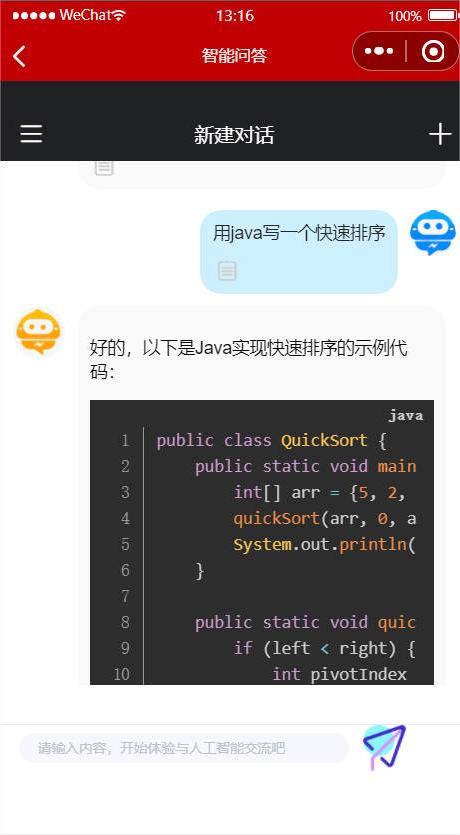 WeChat 13:16 100%
智能问答
新建对话
用java写一个快速排序
好的，以下是Java实现快速排序的示例代
码：
java
1 public class QuickSort {
2 public static void main
3 int[] arr = {5, 2,
4 quickSort(arr, 0, a
5 System.out.println(
6 }
7
8 public static void quic
9 if (left < right) {
10 int pivotIndex
请输入内容，开始体验与人工智能交流吧